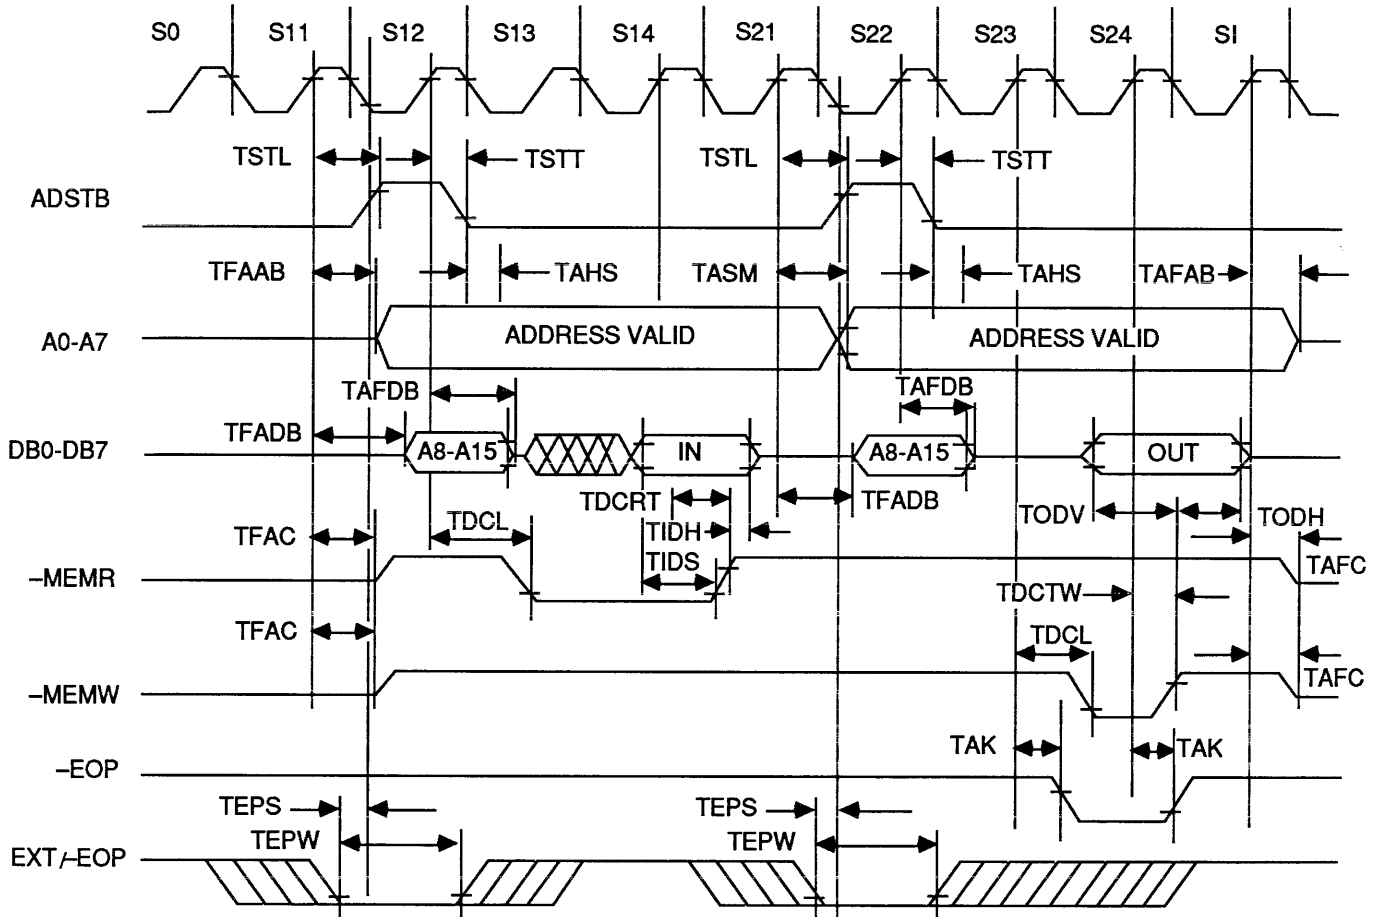 S0 S11 S12 S13 S14 S21 S22 S23 S24 SI
TSTL TSTT TSTL TSTT
ADSTB
TFAAB TAHS TASM TAHS TAFAB
A0-A7 ADDRESS VALID ADDRESS VALID
TAFDB TAFDB
TFADB
DB0-DB7 A8-A15 IN A8-A15 OUT
TDCRT TFADB
TDCL TODV TODH
TFAC TIDH
TIDS
–MEMR TAFC
TDCTW
TFAC TDCL
–MEMW TAFC
TAK TAK
–EOP
TEPS TEPS
TEPW TEPW
EXT/–EOP